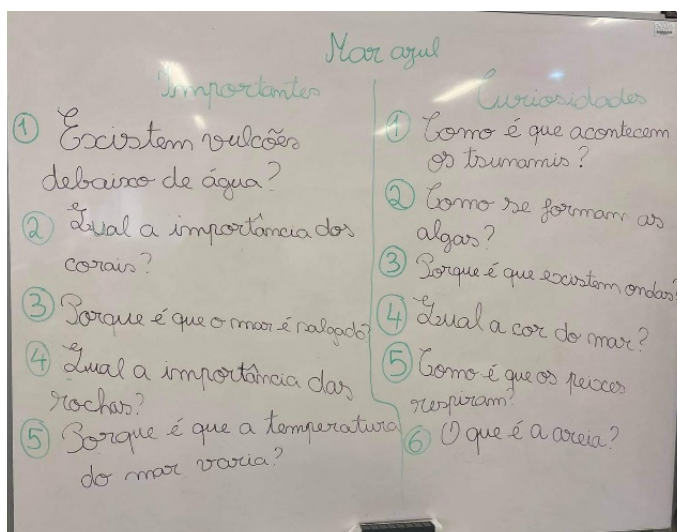 Mar azul
Importantes
1 Existem vulcões
debaixo de água?
2 Qual a importância dos
corais?
3 Porque é que o mar é salgado?
4 Qual a importância das
rochas?
5 Porque é que a temperatura
do mar varia?
Curiosidades
1 Como é que acontecem
os tsunamis?
2 Como se formam as
algas?
3 Porque é que existem ondas?
4 Qual a cor do mar?
5 Como é que os peixes
respiram?
6 O que é a areia?